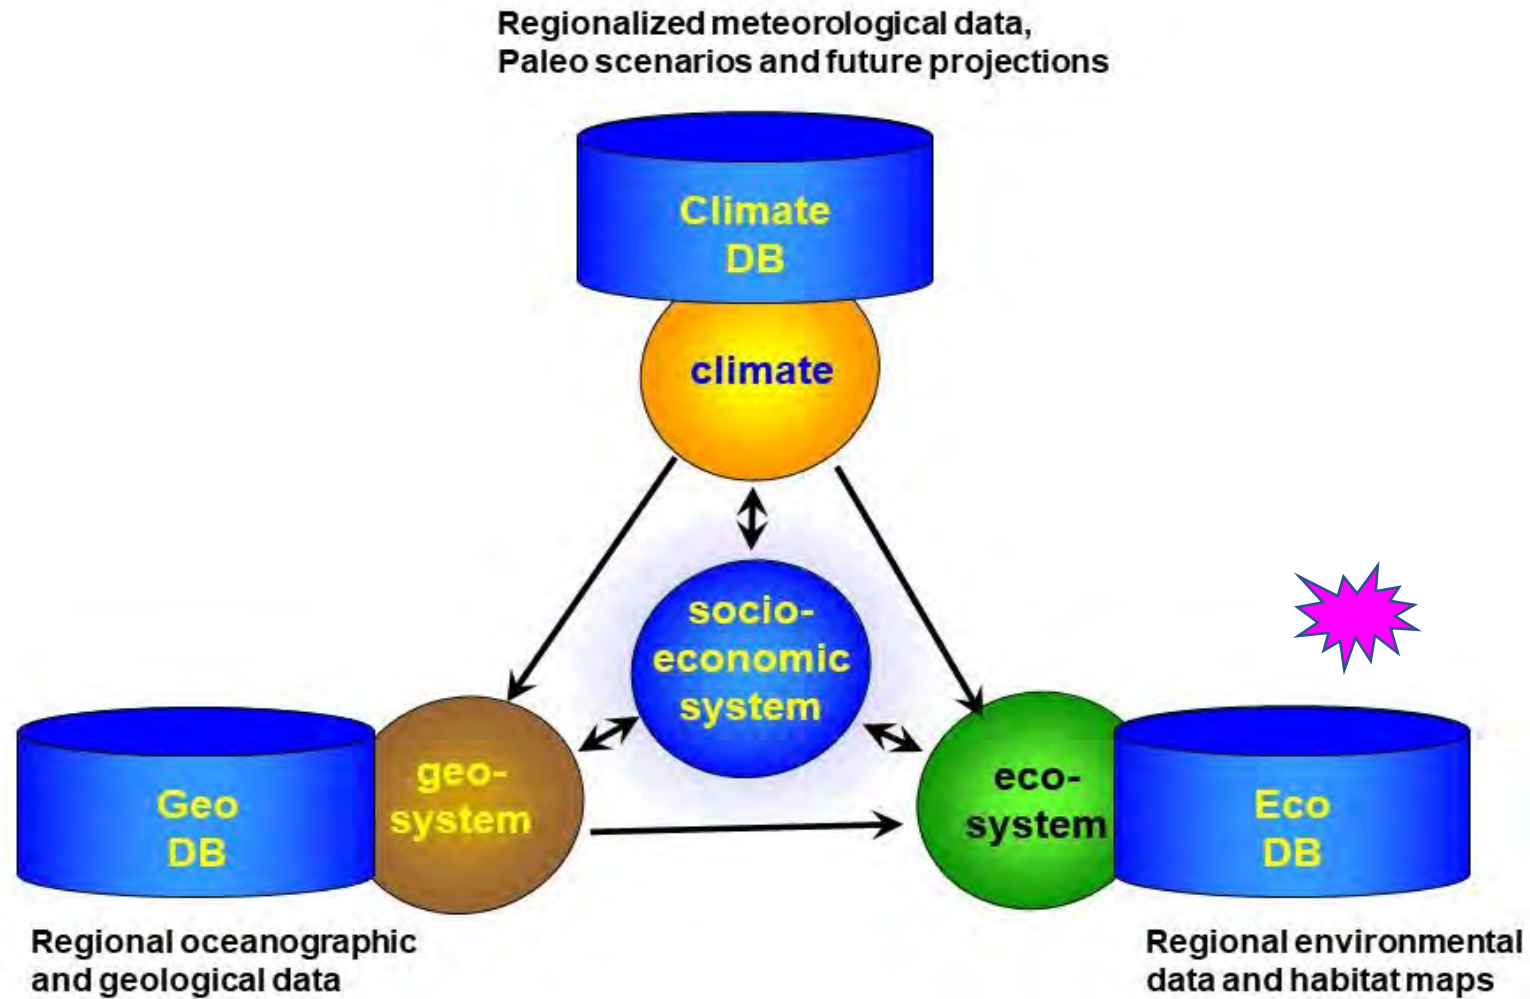 Regionalized meteorological data,
Paleo scenarios and future projections
Climate
DB
climate
socio-
economic
system
Geo
DB
geo-
system
eco-
system
Eco
DB
Regional oceanographic
and geological data
Regional environmental
data and habitat maps